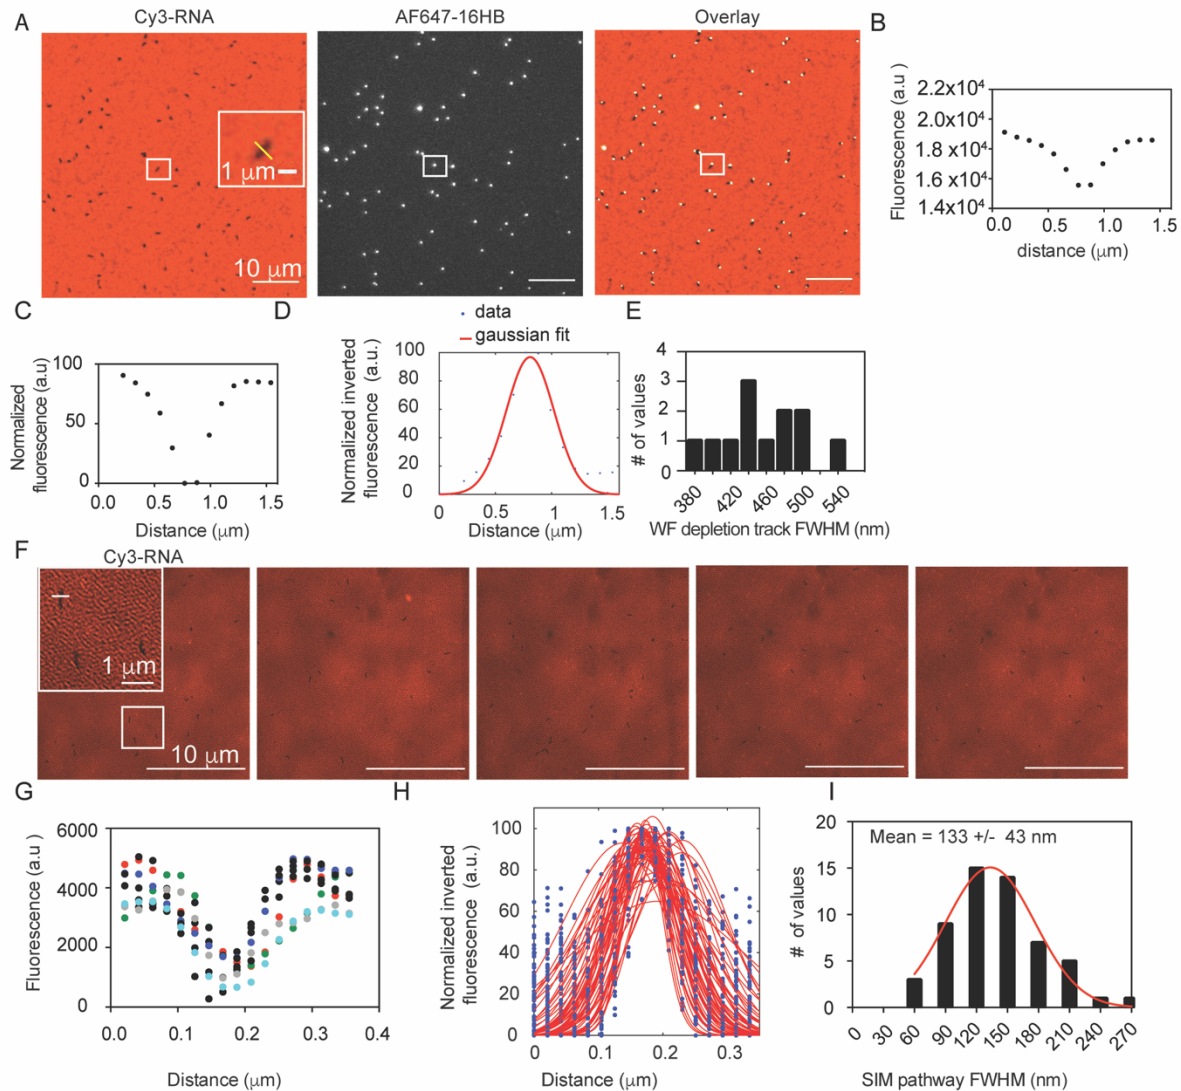 A
Cy3-RNA
AF647-16HB
Overlay
B
1 μm
10 μm
Fluorescence (a.u)
2.2x10⁴
2.0x10⁴
1.8x10⁴
1.6x10⁴
1.4x10⁴
0.0 0.5 1.0 1.5
distance (μm)
C
Normalized
fluorescence (a.u)
100
50
0
0.0 0.5 1.0 1.5
Distance (μm)
D
data
gaussian fit
Normalized inverted
fluorescence (a.u.)
100
80
60
40
20
0
0 0.5 1.0 1.5
Distance (μm)
E
# of values
4
3
2
1
0
380 420 460 500 540
WF depletion track FWHM (nm)
F
Cy3-RNA
1 μm
10 μm
G
Fluorescence (a.u)
6000
4000
2000
0
0.0 0.1 0.2 0.3 0.4
Distance (μm)
H
Normalized inverted
fluorescence (a.u.)
100
80
60
40
20
0
0 0.1 0.2 0.3
Distance (μm)
I
Mean = 133 +/- 43 nm
# of values
20
15
10
5
0
0 30 60 90 120 150 180 210 240 270
SIM pathway FWHM (nm)